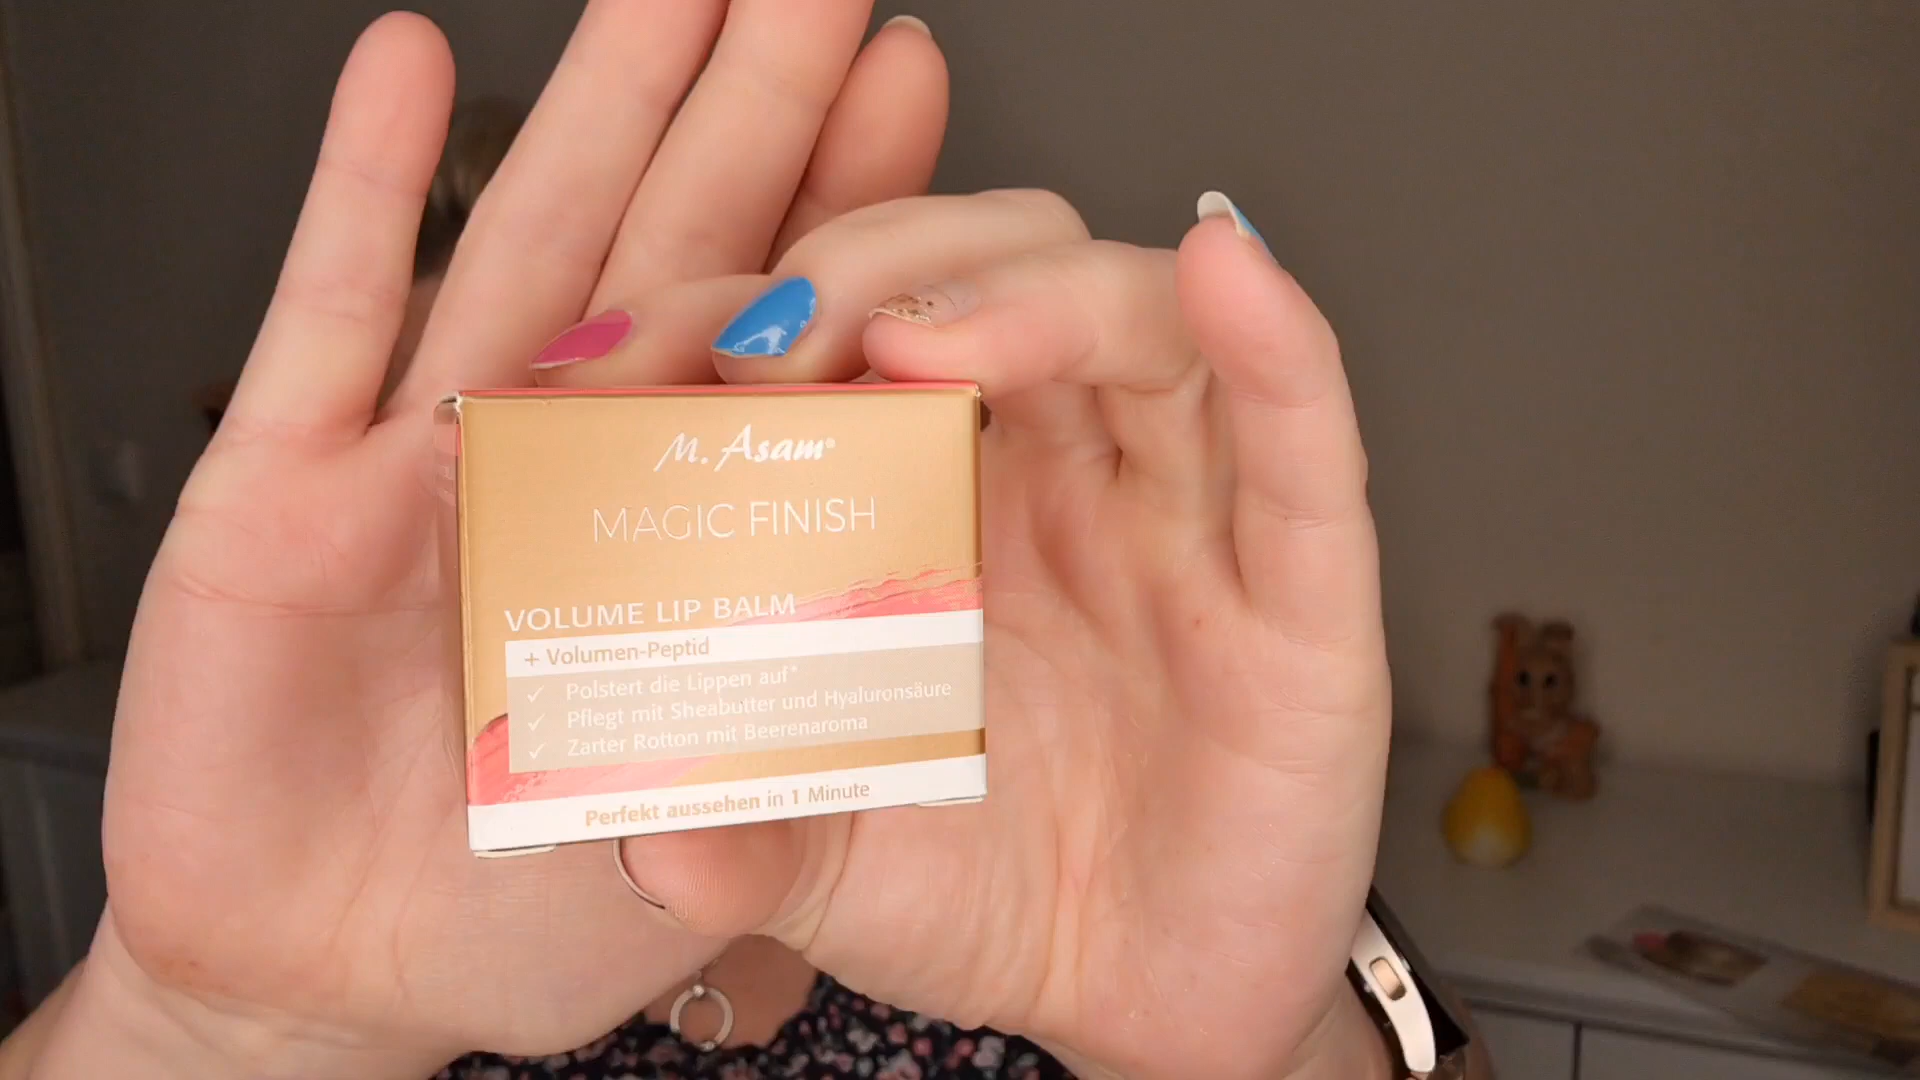 M. Asam®
MAGIC FINISH
VOLUME LIP BALM
+ Volumen-Peptid
✓ Polstert die Lippen auf*
✓ Pflegt mit Sheabutter und Hyaluronsäure
✓ Zarter Rotton mit Beerenaroma
Perfekt aussehen in 1 Minute